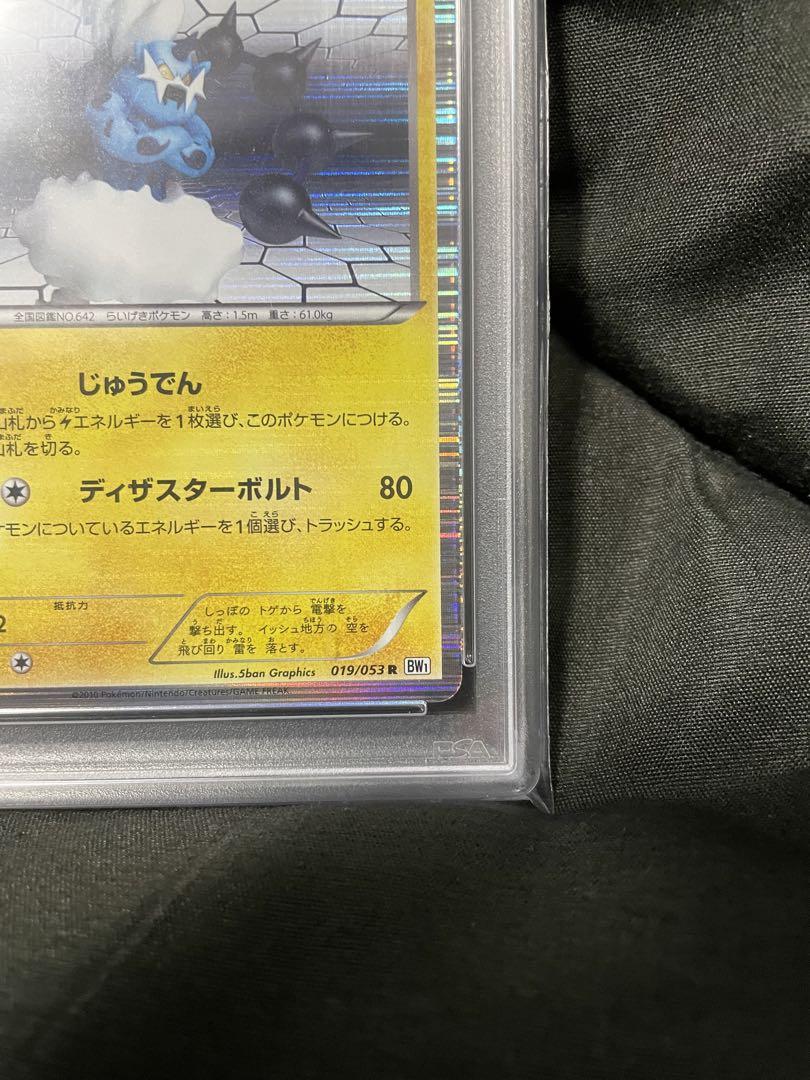 全国図鑑NO.642 らいげきポケモン 高さ：1.5m 重さ：61.0kg
じゅうでん
札から エネルギーを1枚選び、このポケモンにつける。
札を切る。
ディザスターボルト 80
モンについているエネルギーを1個選び、トラッシュする。
抵抗力
2
しっぽの トゲから 電撃を
撃ち出す。イッシュ地方の 空を
飛び回り 雷を 落とす。
Illus.5ban Graphics 019/053 R BW1
©2010 Pokémon/Nintendo/Creatures/GAME FREAK
PSA